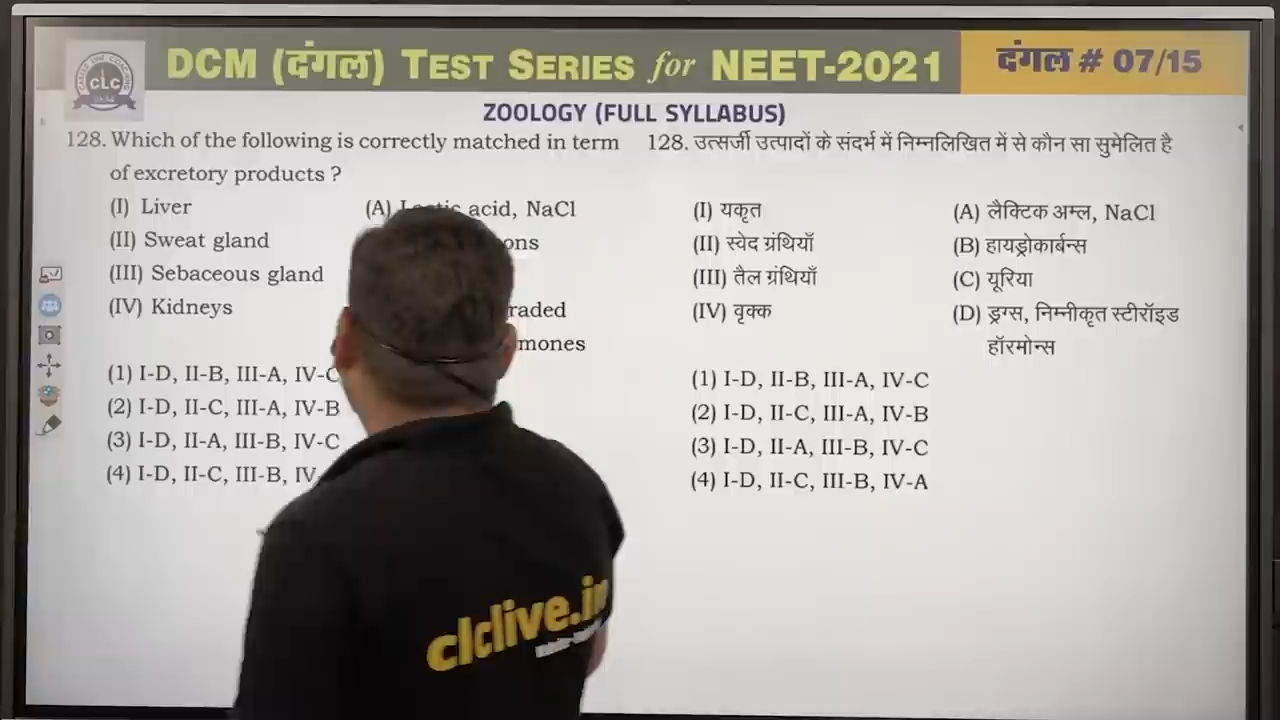 DCM (दंगल) TEST SERIES for NEET-2021
दंगल # 07/15
CLC
ZOOLOGY (FULL SYLLABUS)
128. Which of the following is correctly matched in term
of excretory products ?
(I) Liver
(A) acid, NaCl
(II) Sweat gland
(III) Sebaceous gland
(IV) Kidneys
(1) I-D, II-B, III-A, IV-C
(2) I-D, II-C, III-A, IV-B
(3) I-D, II-A, III-B, IV-C
(4) I-D, II-C, III-B, IV-
128. उत्सर्जी उत्पादों के संदर्भ में निम्नलिखित में से कौन सा सुमेलित है
(I) यकृत (A) लैक्टिक अम्ल, NaCl
(II) स्वेद ग्रंथियाँ (B) हायड्रोकार्बन्स
(III) तैल ग्रंथियाँ (C) यूरिया
(IV) वृक्क (D) ड्रग्स, निम्नीकृत स्टीरॉइड
हॉरमोन्स
(1) I-D, II-B, III-A, IV-C
(2) I-D, II-C, III-A, IV-B
(3) I-D, II-A, III-B, IV-C
(4) I-D, II-C, III-B, IV-A
clclive.in